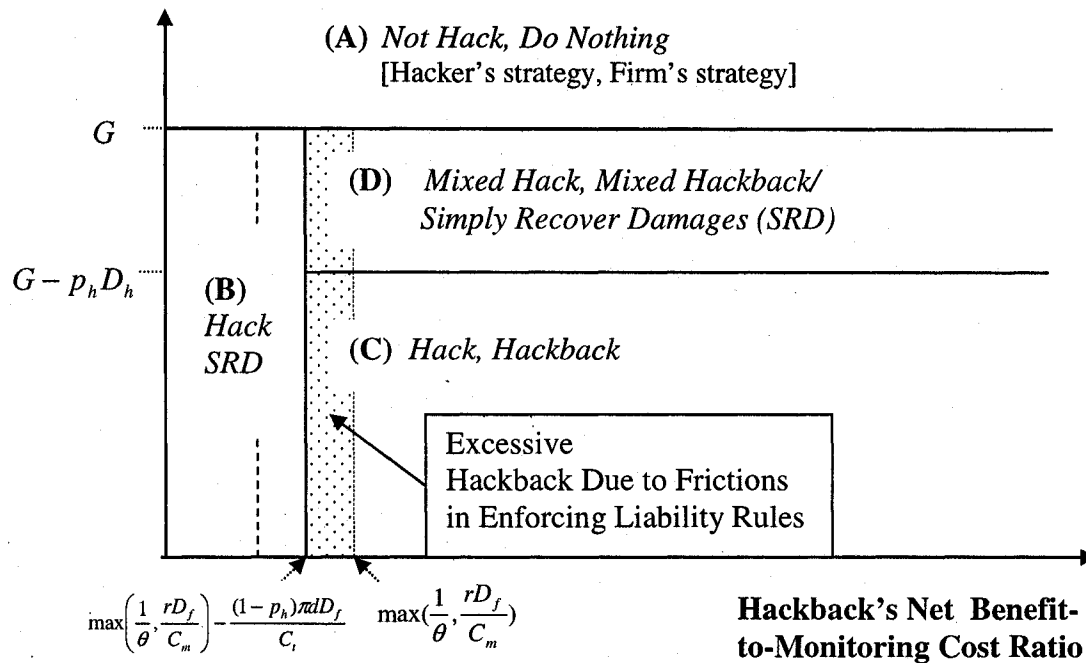 (A) Not Hack, Do Nothing
[Hacker's strategy, Firm's strategy]
G
(D) Mixed Hack, Mixed Hackback/
Simply Recover Damages (SRD)
G − p_h D_h
(B)
Hack
SRD
(C) Hack, Hackback
Excessive
Hackback Due to Frictions
in Enforcing Liability Rules
max(1/θ, rD_f/C_m) − (1 − p_h)πdD_f/C_t
max(1/θ, rD_f/C_m)
Hackback's Net Benefit-
to-Monitoring Cost Ratio